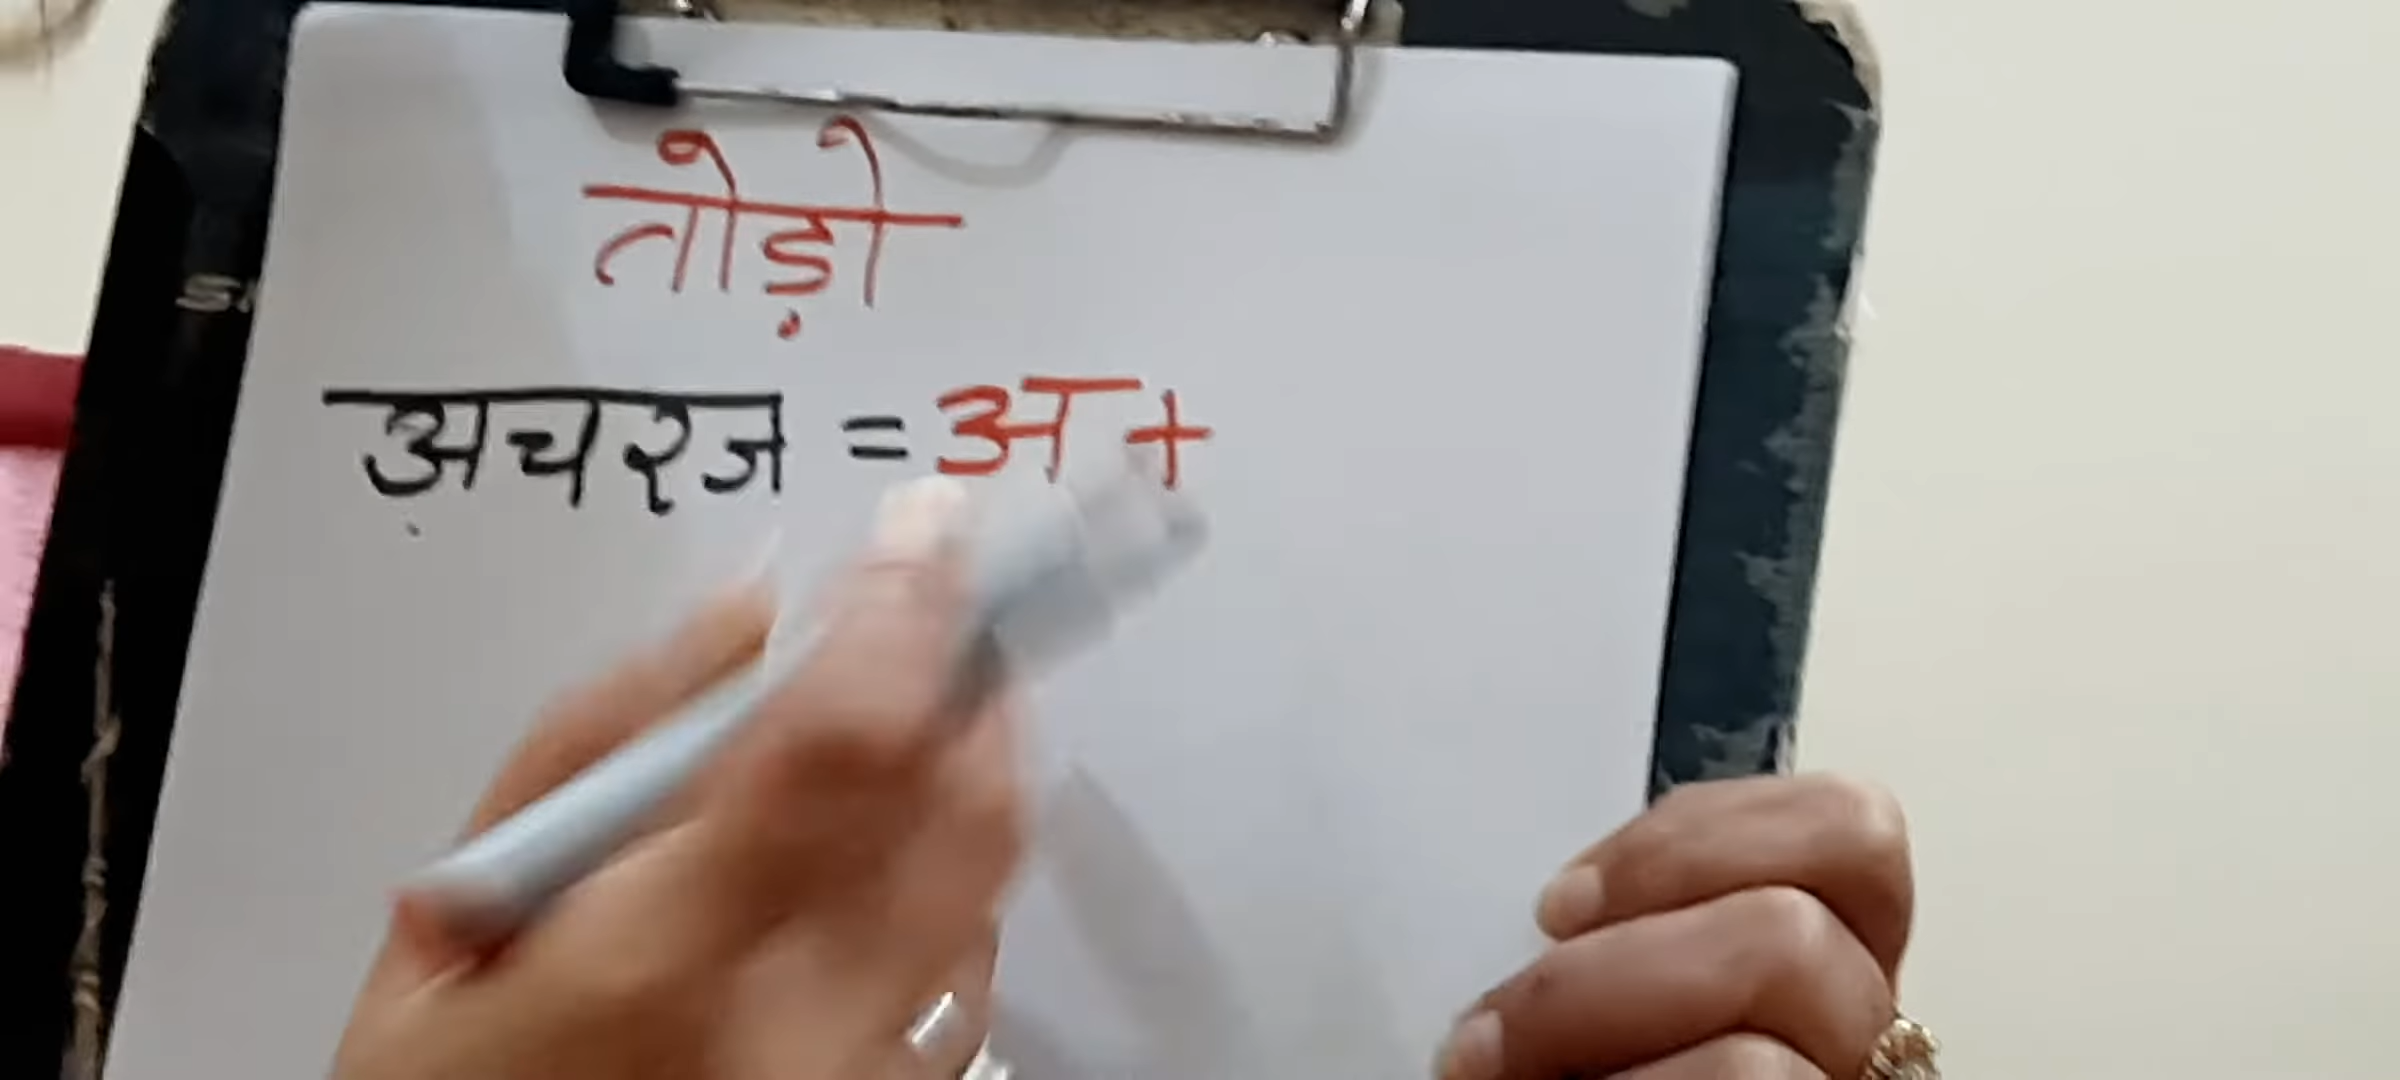 तोड़ो
अचरज = अ +